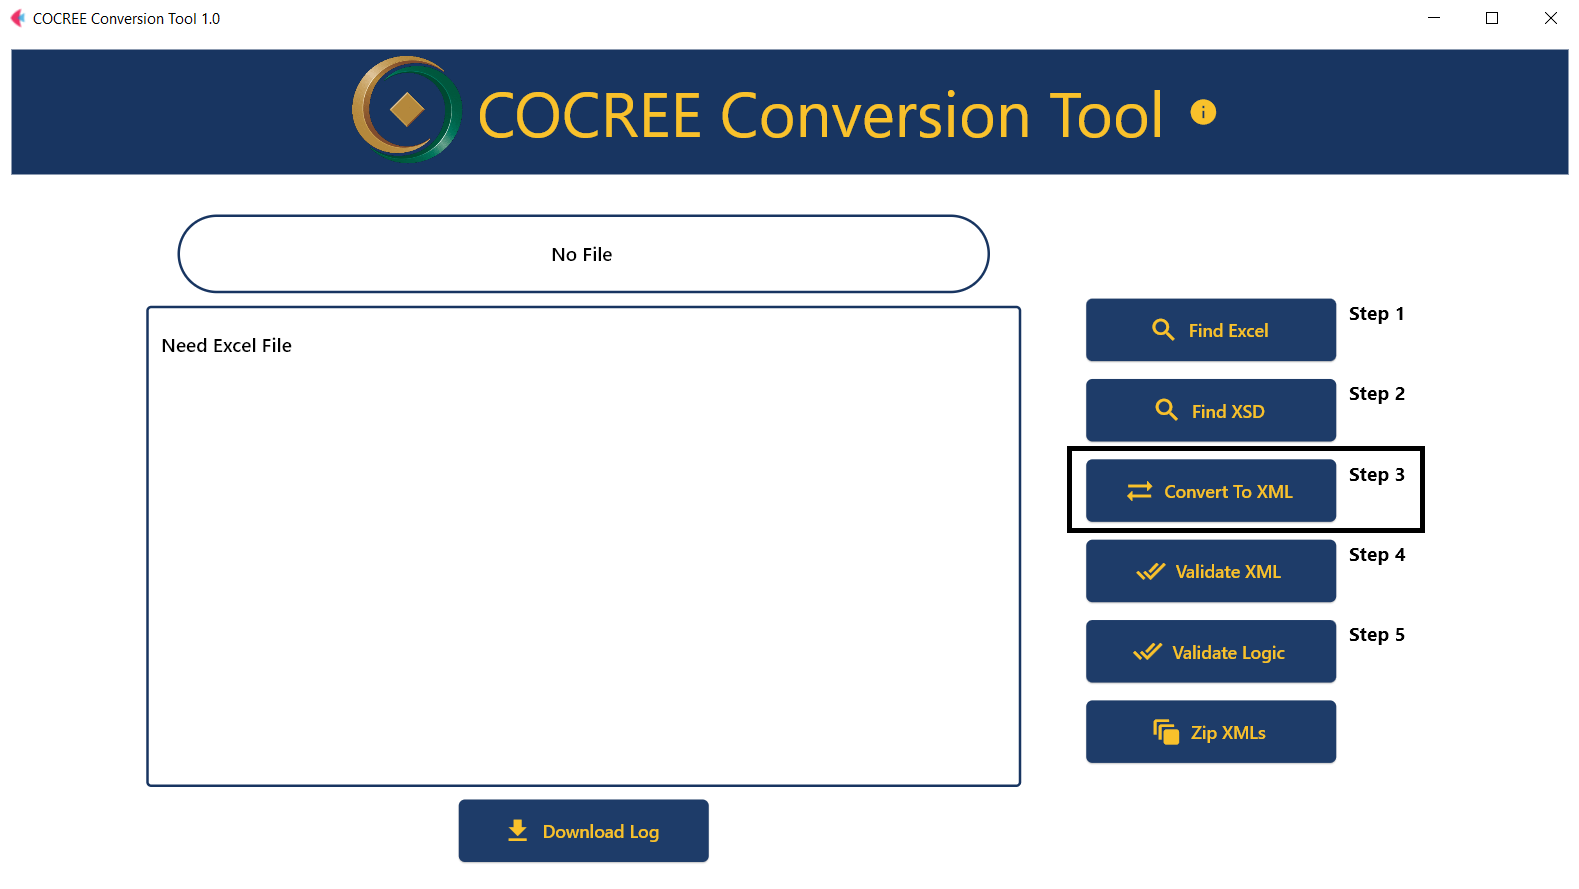 COCREE Conversion Tool 1.0
COCREE Conversion Tool
No File
Need Excel File
Find Excel
Step 1
Find XSD
Step 2
Convert To XML
Step 3
Validate XML
Step 4
Validate Logic
Step 5
Zip XMLs
Download Log